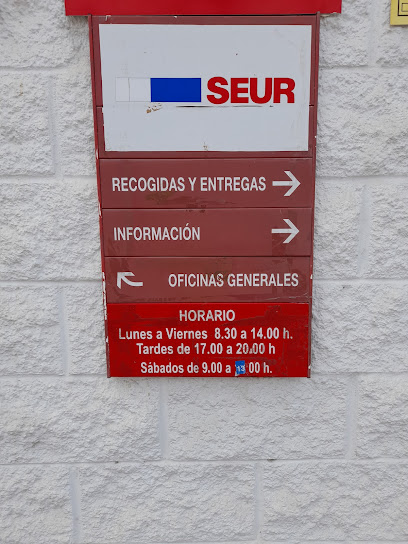 SEUR
RECOGIDAS Y ENTREGAS →
INFORMACIÓN →
↖ OFICINAS GENERALES
HORARIO
Lunes a Viernes 8.30 a 14.00 h.
Tardes de 17.00 a 20.00 h
Sábados de 9.00 a 13.00 h.